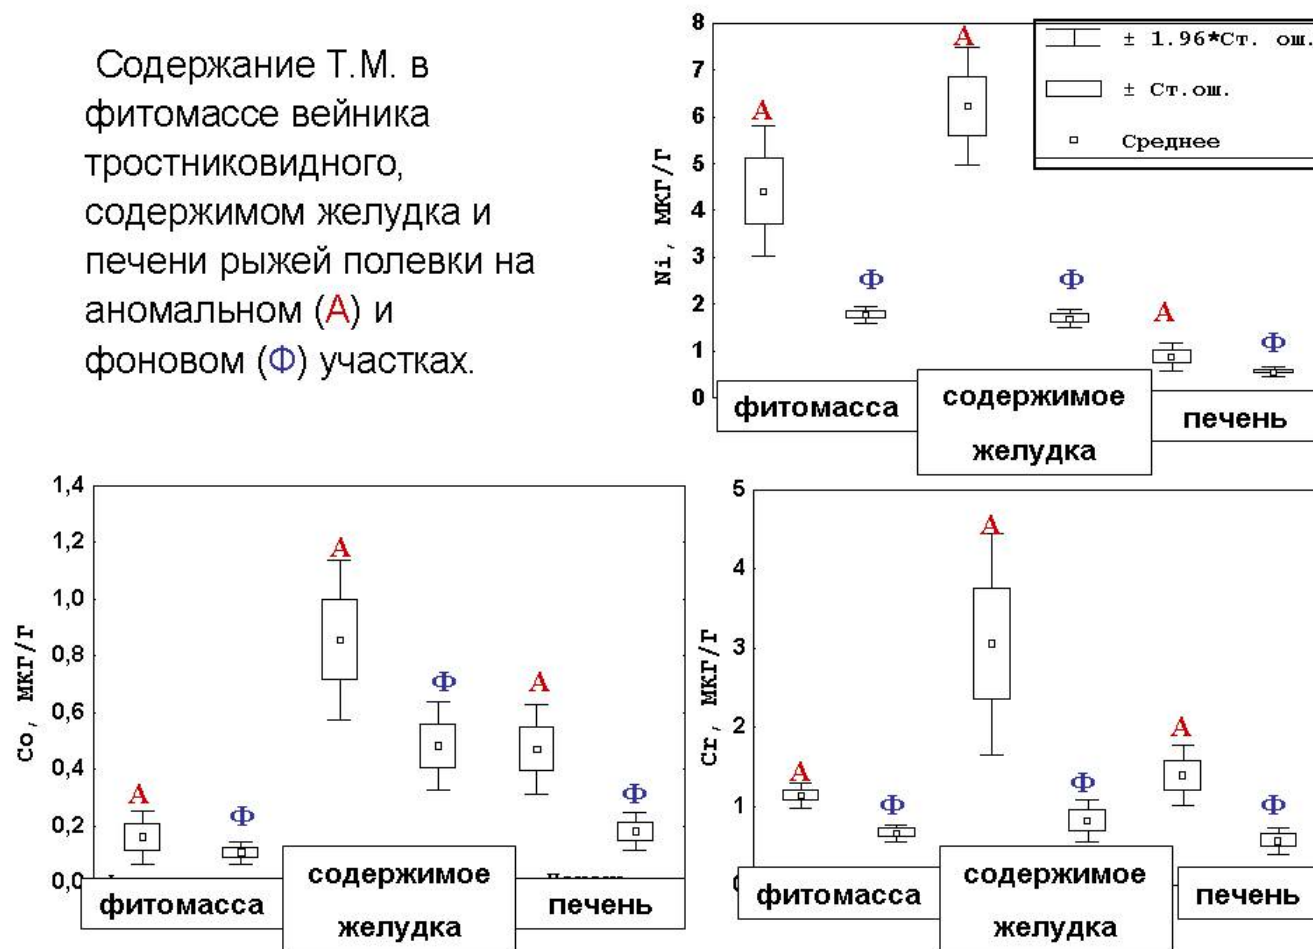 Содержание Т.М. в
фитомассе вейника
тростниковидного,
содержимом желудка и
печени рыжей полевки на
аномальном (А) и
фоновом (Ф) участках.
8
7
6
5
4
3
2
1
0
Ni, мкг/г
А
Ф
А
Ф
А
Ф
± 1.96*Ст. ош.
± Ст.ош.
Среднее
фитомасса
содержимое
желудка
печень
1,4
1,2
1,0
0,8
0,6
0,4
0,2
0,0
Co, мкг/г
А
Ф
А
Ф
А
Ф
фитомасса
содержимое
желудка
печень
5
4
3
2
1
Cr, мкг/г
А
Ф
А
Ф
А
Ф
фитомасса
содержимое
желудка
печень